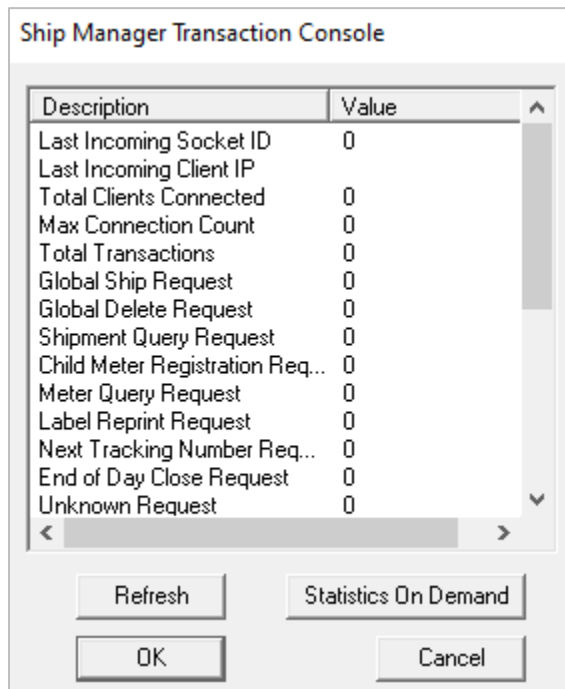 Ship Manager Transaction Console
Description Value
Last Incoming Socket ID 0
Last Incoming Client IP
Total Clients Connected 0
Max Connection Count 0
Total Transactions 0
Global Ship Request 0
Global Delete Request 0
Shipment Query Request 0
Child Meter Registration Req... 0
Meter Query Request 0
Label Reprint Request 0
Next Tracking Number Req... 0
End of Day Close Request 0
Unknown Request 0
Refresh Statistics On Demand
OK Cancel